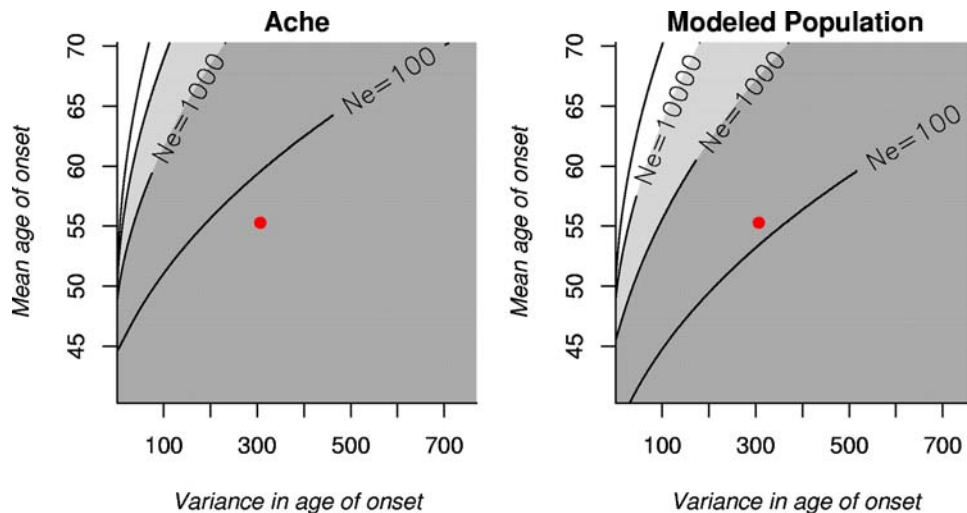 Ache
70
65
60
55
50
45
Mean age of onset
Ne=1000
Ne=100
100 300 500 700
Variance in age of onset
Modeled Population
70
65
60
55
50
45
Mean age of onset
Ne=10000
Ne=1000
Ne=100
100 300 500 700
Variance in age of onset